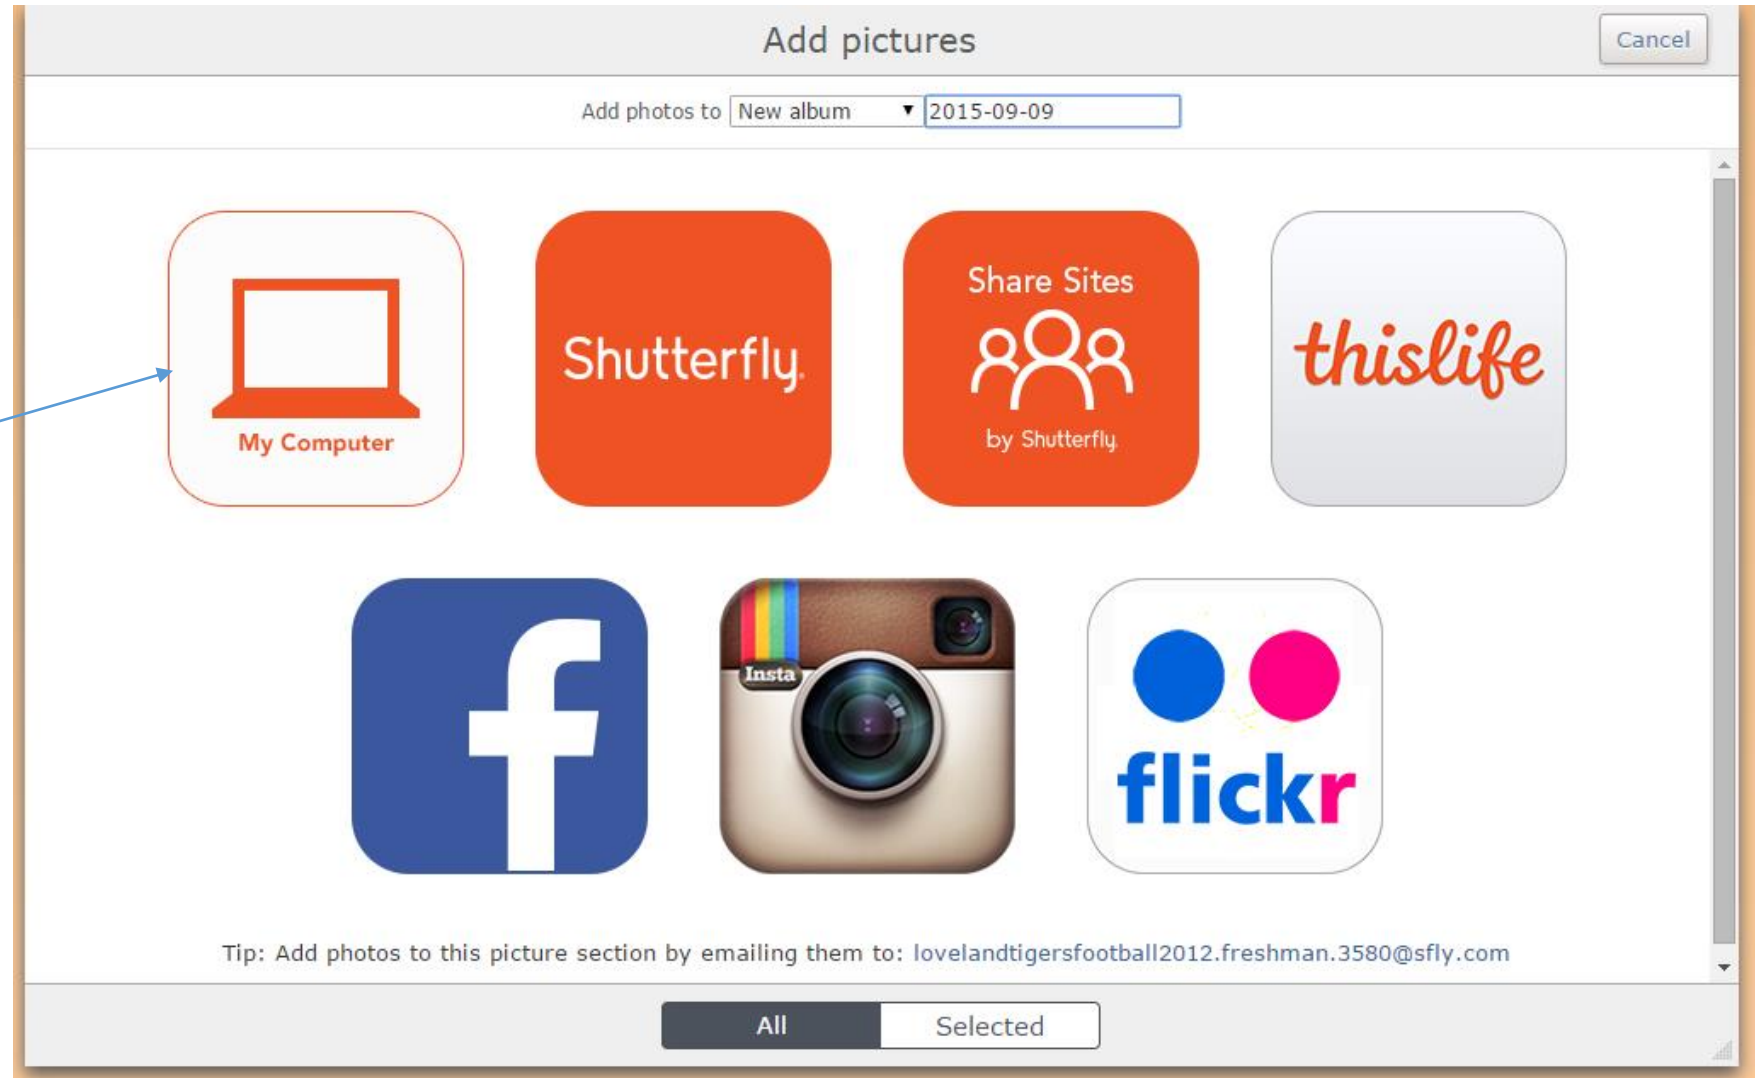 Add pictures
Cancel
Add photos to New album 2015-09-09
My Computer
Shutterfly.
Share Sites
by Shutterfly.
thislife
f
Insta
flickr
Tip: Add photos to this picture section by emailing them to: lovelandtigersfootball2012.freshman.3580@sfly.com
All Selected